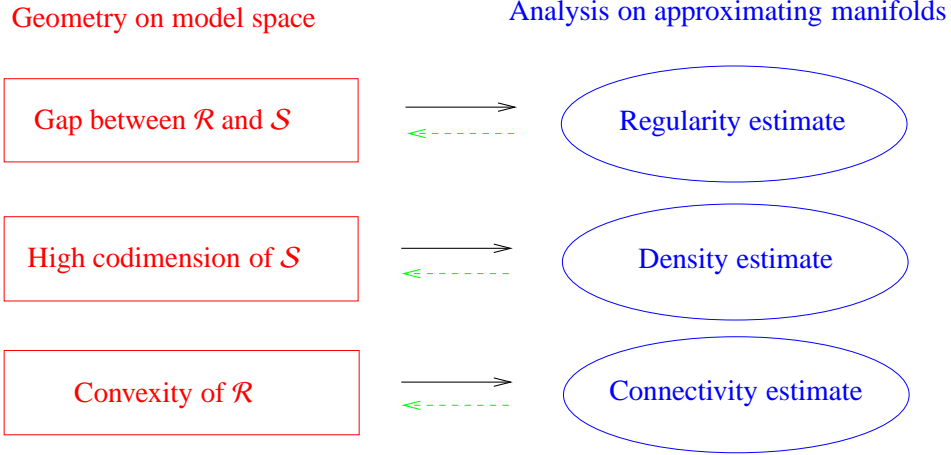 Geometry on model space
Analysis on approximating manifolds
Gap between ℛ and 𝒮
Regularity estimate
High codimension of 𝒮
Density estimate
Convexity of ℛ
Connectivity estimate